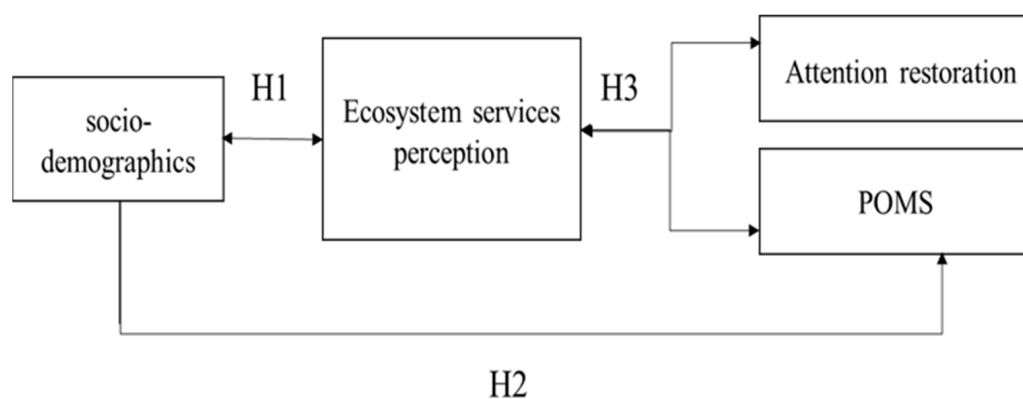 socio-
demographics
H1
Ecosystem services
perception
H3
Attention restoration
POMS
H2